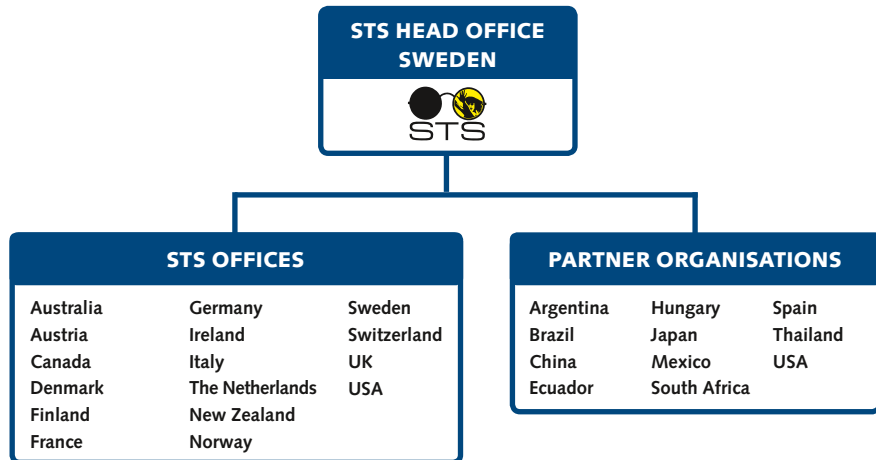 STS HEAD OFFICE
SWEDEN
STS
STS OFFICES
Australia
Austria
Canada
Denmark
Finland
France
Germany
Ireland
Italy
The Netherlands
New Zealand
Norway
Sweden
Switzerland
UK
USA
PARTNER ORGANISATIONS
Argentina
Brazil
China
Ecuador
Hungary
Japan
Mexico
South Africa
Spain
Thailand
USA